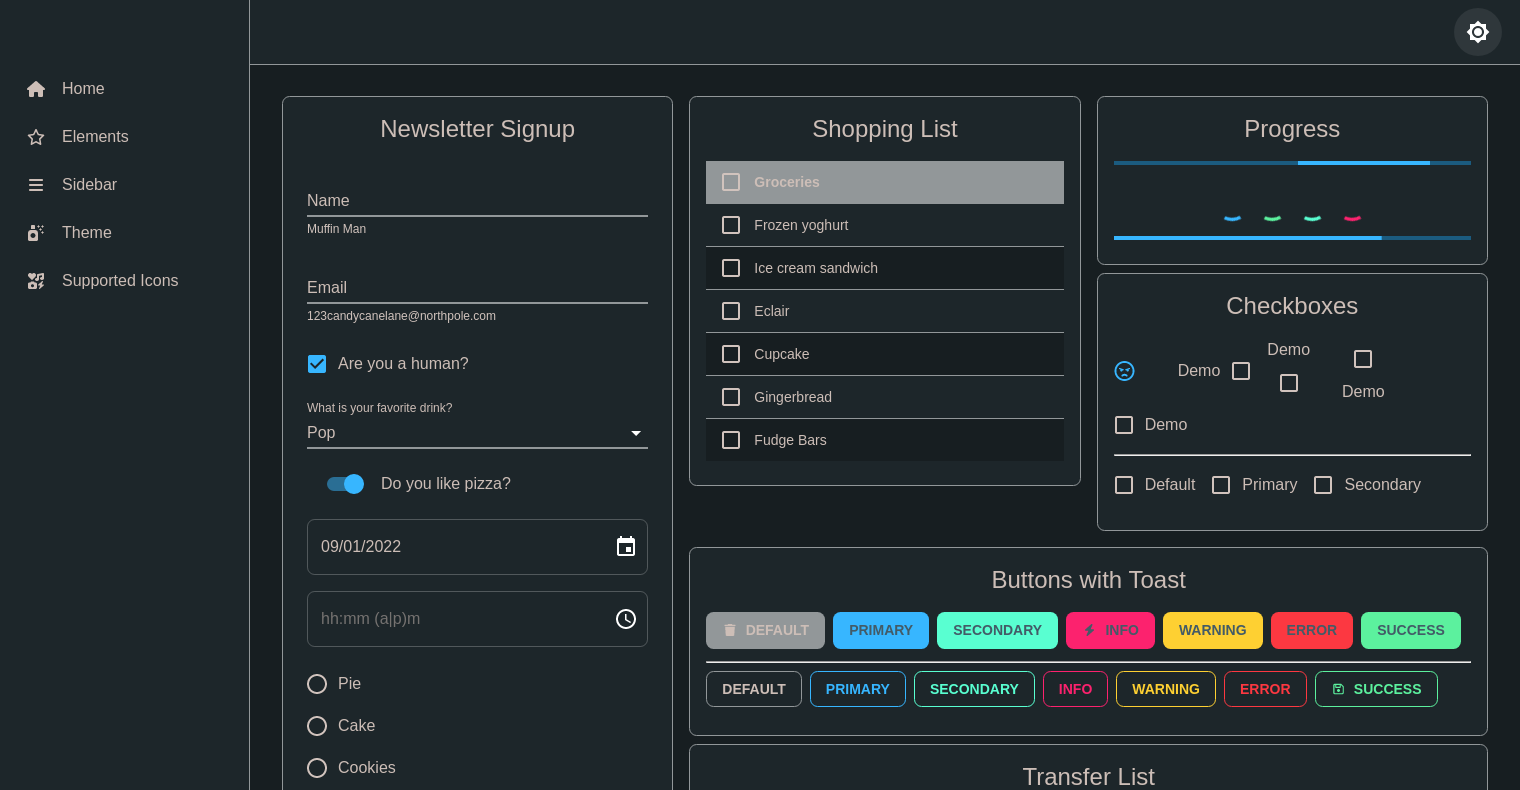 Home
Elements
Sidebar
Theme
Supported Icons
Newsletter Signup
Name
Muffin Man
Email
123candycanelane@northpole.com
Are you a human?
What is your favorite drink?
Pop
Do you like pizza?
09/01/2022
hh:mm (a|p)m
Pie
Cake
Cookies
Shopping List
Groceries
Frozen yoghurt
Ice cream sandwich
Eclair
Cupcake
Gingerbread
Fudge Bars
Progress
Checkboxes
Demo
Demo
Demo
Demo
Default Primary Secondary
Buttons with Toast
DEFAULT PRIMARY SECONDARY INFO WARNING ERROR SUCCESS
DEFAULT PRIMARY SECONDARY INFO WARNING ERROR SUCCESS
Transfer List